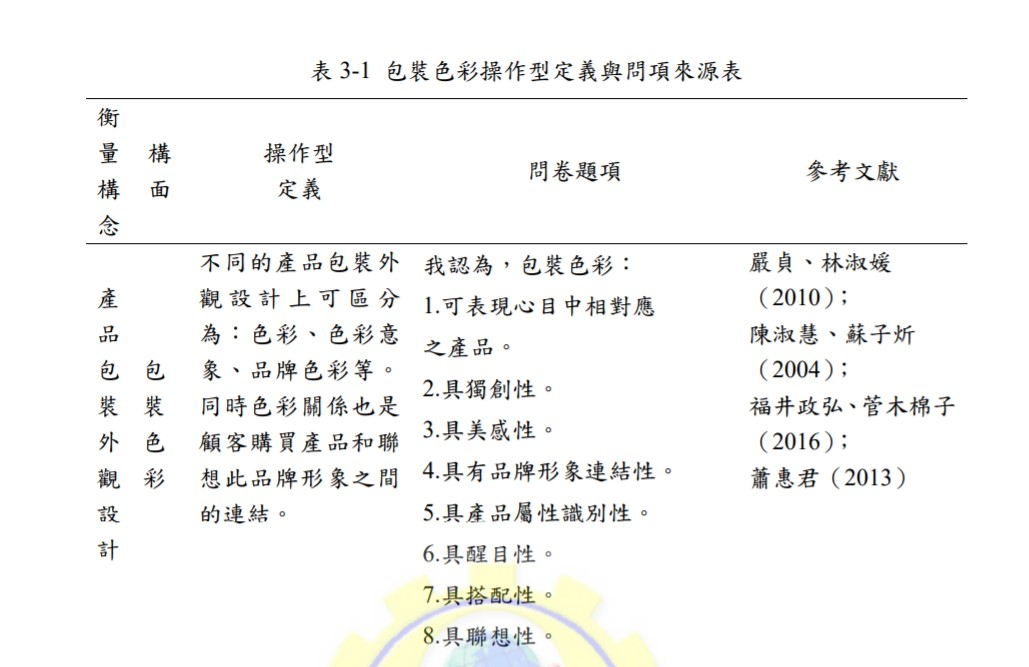 表 3-1 包裝色彩操作型定義與問項來源表
衡量構念
構面
操作型
定義
問卷題項
參考文獻
產品包裝外觀設計
包裝色彩
不同的產品包裝外
觀設計上可區分
為：色彩、色彩意
象、品牌色彩等。
同時色彩關係也是
顧客購買產品和聯
想此品牌形象之間
的連結。
我認為，包裝色彩：
1.可表現心目中相對應
之產品。
2.具獨創性。
3.具美感性。
4.具有品牌形象連結性。
5.具產品屬性識別性。
6.具醒目性。
7.具搭配性。
8.具聯想性。
嚴貞、林淑媛
（2010）；
陳淑慧、蘇子炘
（2004）；
福井政弘、菅木棉子
（2016）；
蕭惠君（2013）